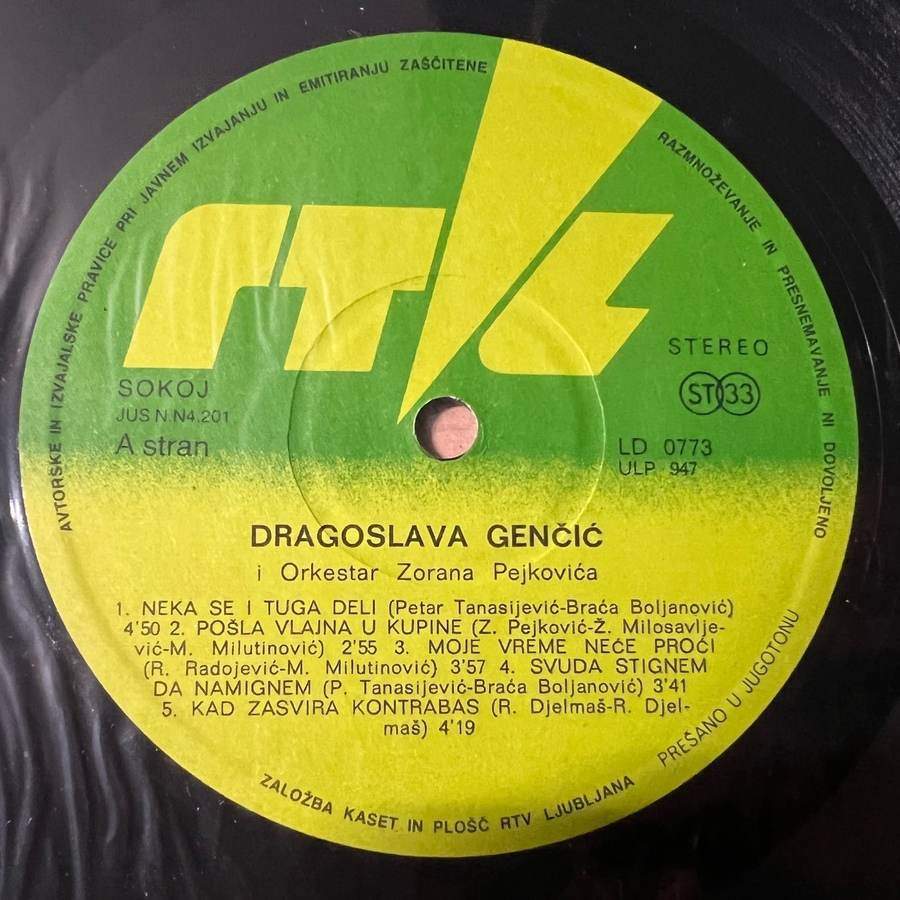 AVTORSKE IN IZVAJALSKE PRAVICE PRI JAVNEM IZVAJANJU IN EMITIRANJU ZAŠČITENE
RAZMNOŽEVANJE IN PRESNEMAVANJE NI DOVOLJENO
rtl
SOKOJ
JUS N.N4.201
A stran
STEREO
ST 33
LD 0773
ULP 947
DRAGOSLAVA GENČIĆ
i Orkestar Zorana Pejkovića
1. NEKA SE I TUGA DELI (Petar Tanasijević-Braća Boljanović)
4'50 2. POŠLA VLAJNA U KUPINE (Z. Pejković-Ž. Milosavlje-
vić-M. Milutinović) 2'55 3. MOJE VREME NEĆE PROĆI
(R. Radojević-M. Milutinović) 3'57 4. SVUDA STIGNEM
DA NAMIGNEM (P. Tanasijević-Braća Boljanović) 3'41
5. KAD ZASVIRA KONTRABAS (R. Djelmaš-R. Djel-
maš) 4'19
ZALOŽBA KASET IN PLOŠČ RTV LJUBLJANA
PREŠANO U JUGOTONU